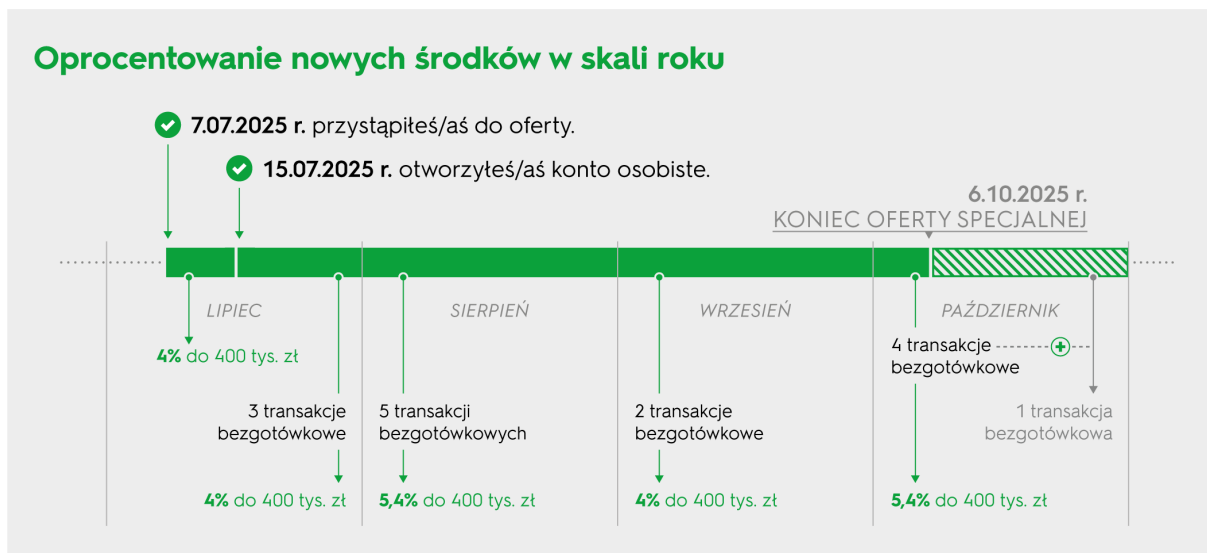 Oprocentowanie nowych środków w skali roku
7.07.2025 r. przystąpiłeś/aś do oferty.
15.07.2025 r. otworzyłeś/aś konto osobiste.
6.10.2025 r.
KONIEC OFERTY SPECJALNEJ
LIPIEC
SIERPIEŃ
WRZESIEŃ
PAŹDZIERNIK
4% do 400 tys. zł
3 transakcje
bezgotówkowe
4% do 400 tys. zł
5 transakcji
bezgotówkowych
5,4% do 400 tys. zł
2 transakcje
bezgotówkowe
4% do 400 tys. zł
4 transakcje
bezgotówkowe
5,4% do 400 tys. zł
1 transakcja
bezgotówkowa